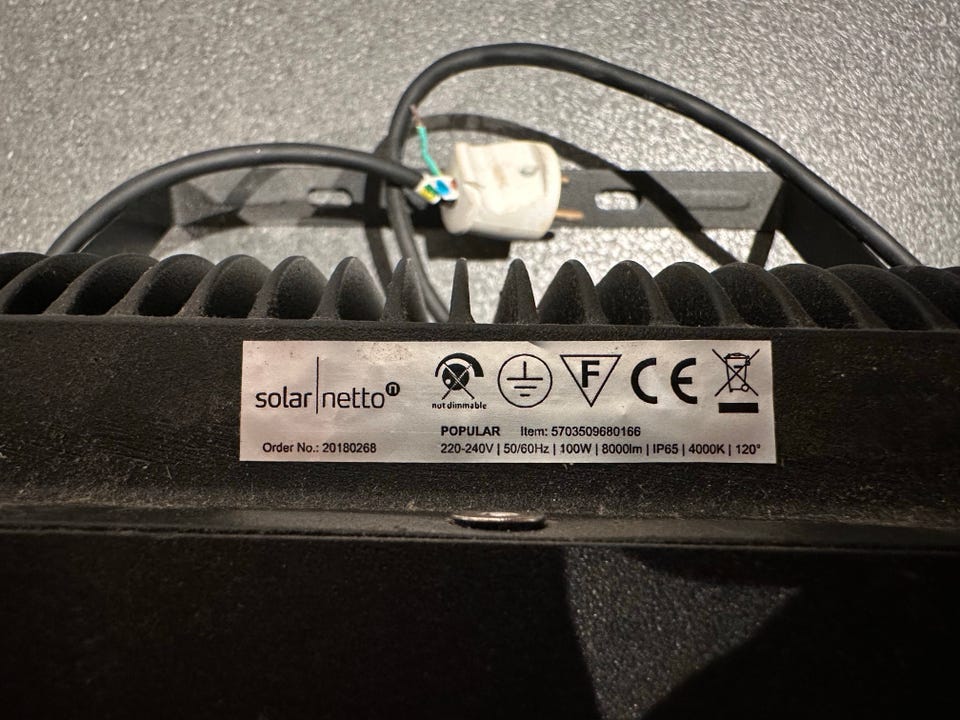 solar|netto n
not dimmable
F
CE
POPULAR Item: 5703509680166
Order No.: 20180268
220-240V | 50/60Hz | 100W | 8000lm | IP65 | 4000K | 120°